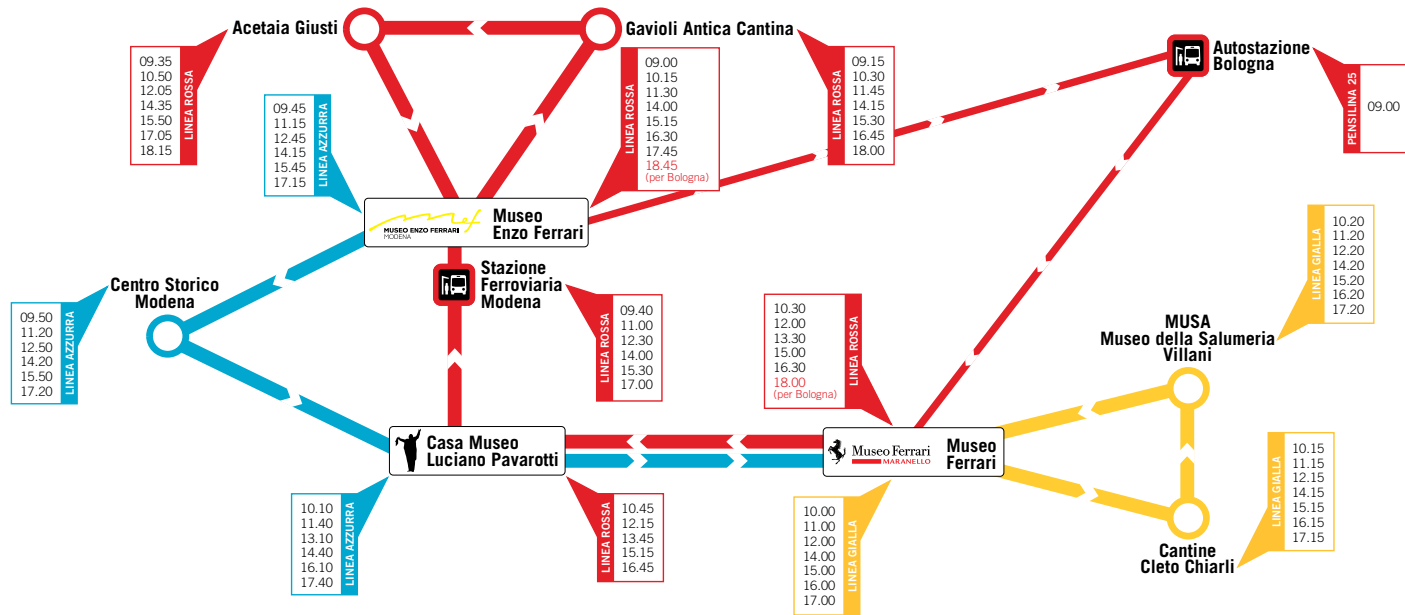 Acetaia Giusti
09.35
10.50
12.05
14.35
15.50
17.05
18.15
LINEA ROSSA
Gavioli Antica Cantina
09.15
10.30
11.45
14.15
15.30
16.45
18.00
LINEA ROSSA
Autostazione
Bologna
PENSILINA 25
09.00
09.45
11.15
12.45
14.15
15.45
17.15
LINEA AZZURRA
09.00
10.15
11.30
14.00
15.15
16.30
17.45
18.45
(per Bologna)
LINEA ROSSA
MUSEO ENZO FERRARI
MODENA
Museo
Enzo Ferrari
Centro Storico
Modena
09.50
11.20
12.50
14.20
15.50
17.20
LINEA AZZURRA
Stazione
Ferroviaria
Modena
09.40
11.00
12.30
14.00
15.30
17.00
LINEA ROSSA
10.30
12.00
13.30
15.00
16.30
18.00
(per Bologna)
LINEA ROSSA
10.20
11.20
12.20
14.20
15.20
16.20
17.20
LINEA GIALLA
MUSA
Museo della Salumeria
Villani
Casa Museo
Luciano Pavarotti
Museo Ferrari
MARANELLO
Museo
Ferrari
10.10
11.40
13.10
14.40
16.10
17.40
LINEA AZZURRA
10.45
12.15
13.45
15.15
16.45
LINEA ROSSA
10.00
11.00
12.00
14.00
15.00
16.00
17.00
LINEA GIALLA
Cantine
Cleto Chiarli
10.15
11.15
12.15
14.15
15.15
16.15
17.15
LINEA GIALLA